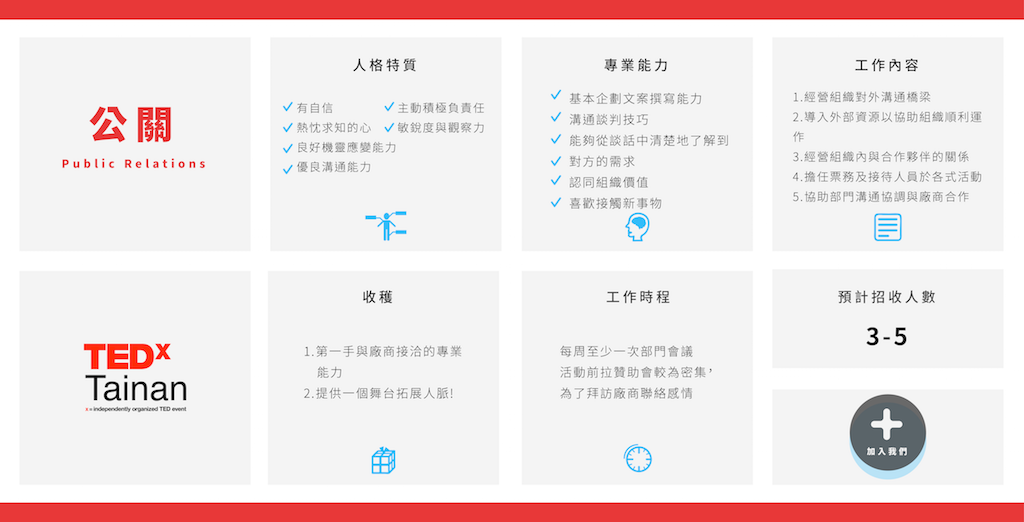 公關
Public Relations
人格特質
有自信
主動積極負責任
熱忱求知的心
敏銳度與觀察力
良好機靈應變能力
優良溝通能力
專業能力
基本企劃文案撰寫能力
溝通談判技巧
能夠從談話中清楚地了解到
對方的需求
認同組織價值
喜歡接觸新事物
工作內容
1.經營組織對外溝通橋梁
2.導入外部資源以協助組織順利運
作
3.經營組織內與合作夥伴的關係
4.擔任票務及接待人員於各式活動
5.協助部門溝通協調與廠商合作
TEDx
Tainan
x = independently organized TED event
收穫
1.第一手與廠商接洽的專業
能力
2.提供一個舞台拓展人脈!
工作時程
每周至少一次部門會議
活動前拉贊助會較為密集，
為了拜訪廠商聯絡感情
預計招收人數
3-5
加入我們